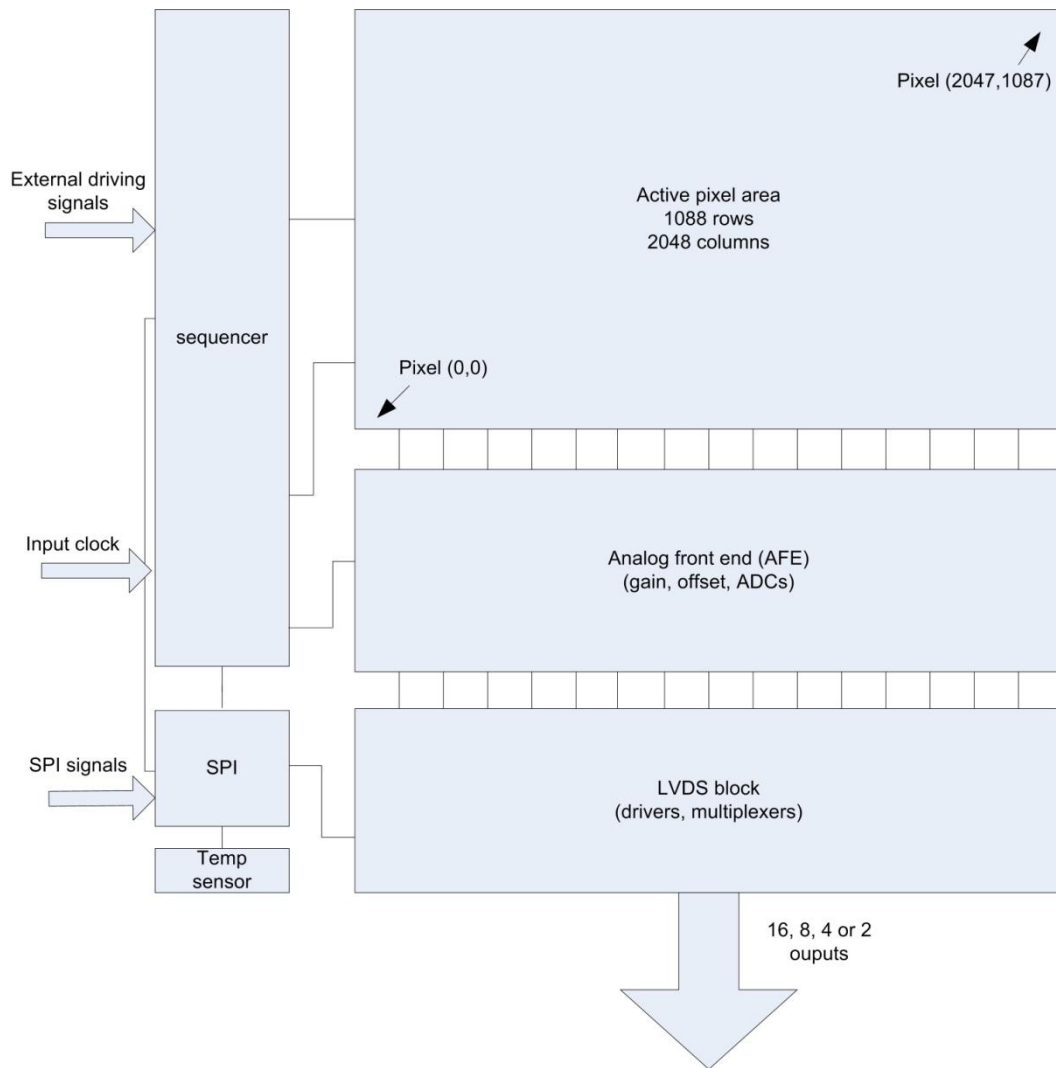 Pixel (2047,1087)
External driving
signals
Active pixel area
1088 rows
2048 columns
sequencer
Pixel (0,0)
Input clock
Analog front end (AFE)
(gain, offset, ADCs)
SPI signals
SPI
LVDS block
(drivers, multiplexers)
Temp
sensor
16, 8, 4 or 2
ouputs